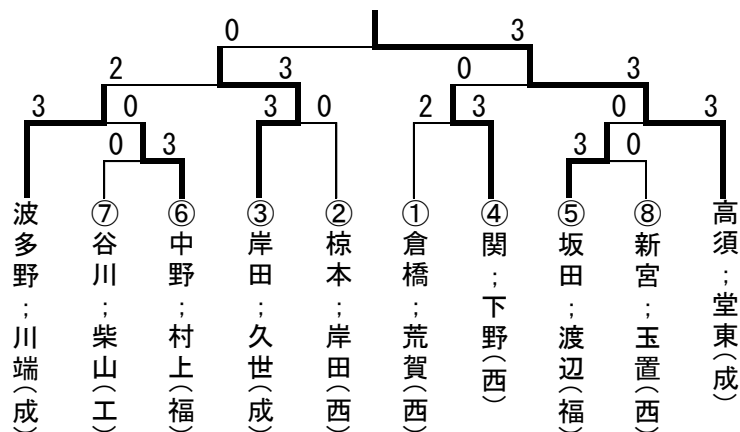 0 3
2 3 0 3
3 0 3 0 2 3 0 3
0 3 3 0
波多野;川端(成)
⑦谷川;柴山(工)
⑥中野;村上(福)
③岸田;久世(成)
②椋本;岸田(西)
①倉橋;荒賀(西)
④関;下野(西)
⑤坂田;渡辺(福)
⑧新宮;玉置(西)
高須;堂東(成)